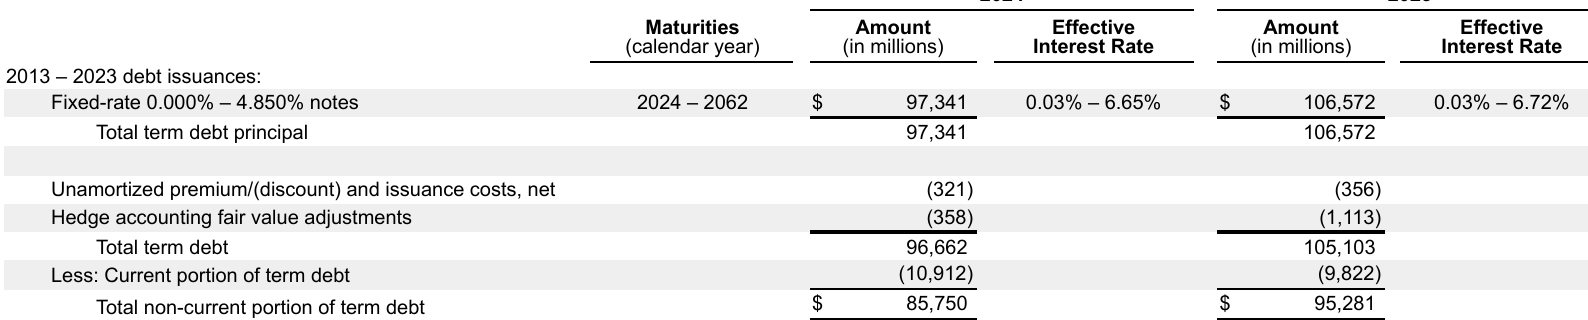 Maturities (calendar year) Amount (in millions) Effective Interest Rate Amount (in millions) Effective Interest Rate
2013 – 2023 debt issuances:
Fixed-rate 0.000% – 4.850% notes 2024 – 2062 $ 97,341 0.03% – 6.65% $ 106,572 0.03% – 6.72%
Total term debt principal 97,341 106,572
Unamortized premium/(discount) and issuance costs, net (321) (356)
Hedge accounting fair value adjustments (358) (1,113)
Total term debt 96,662 105,103
Less: Current portion of term debt (10,912) (9,822)
Total non-current portion of term debt $ 85,750 $ 95,281